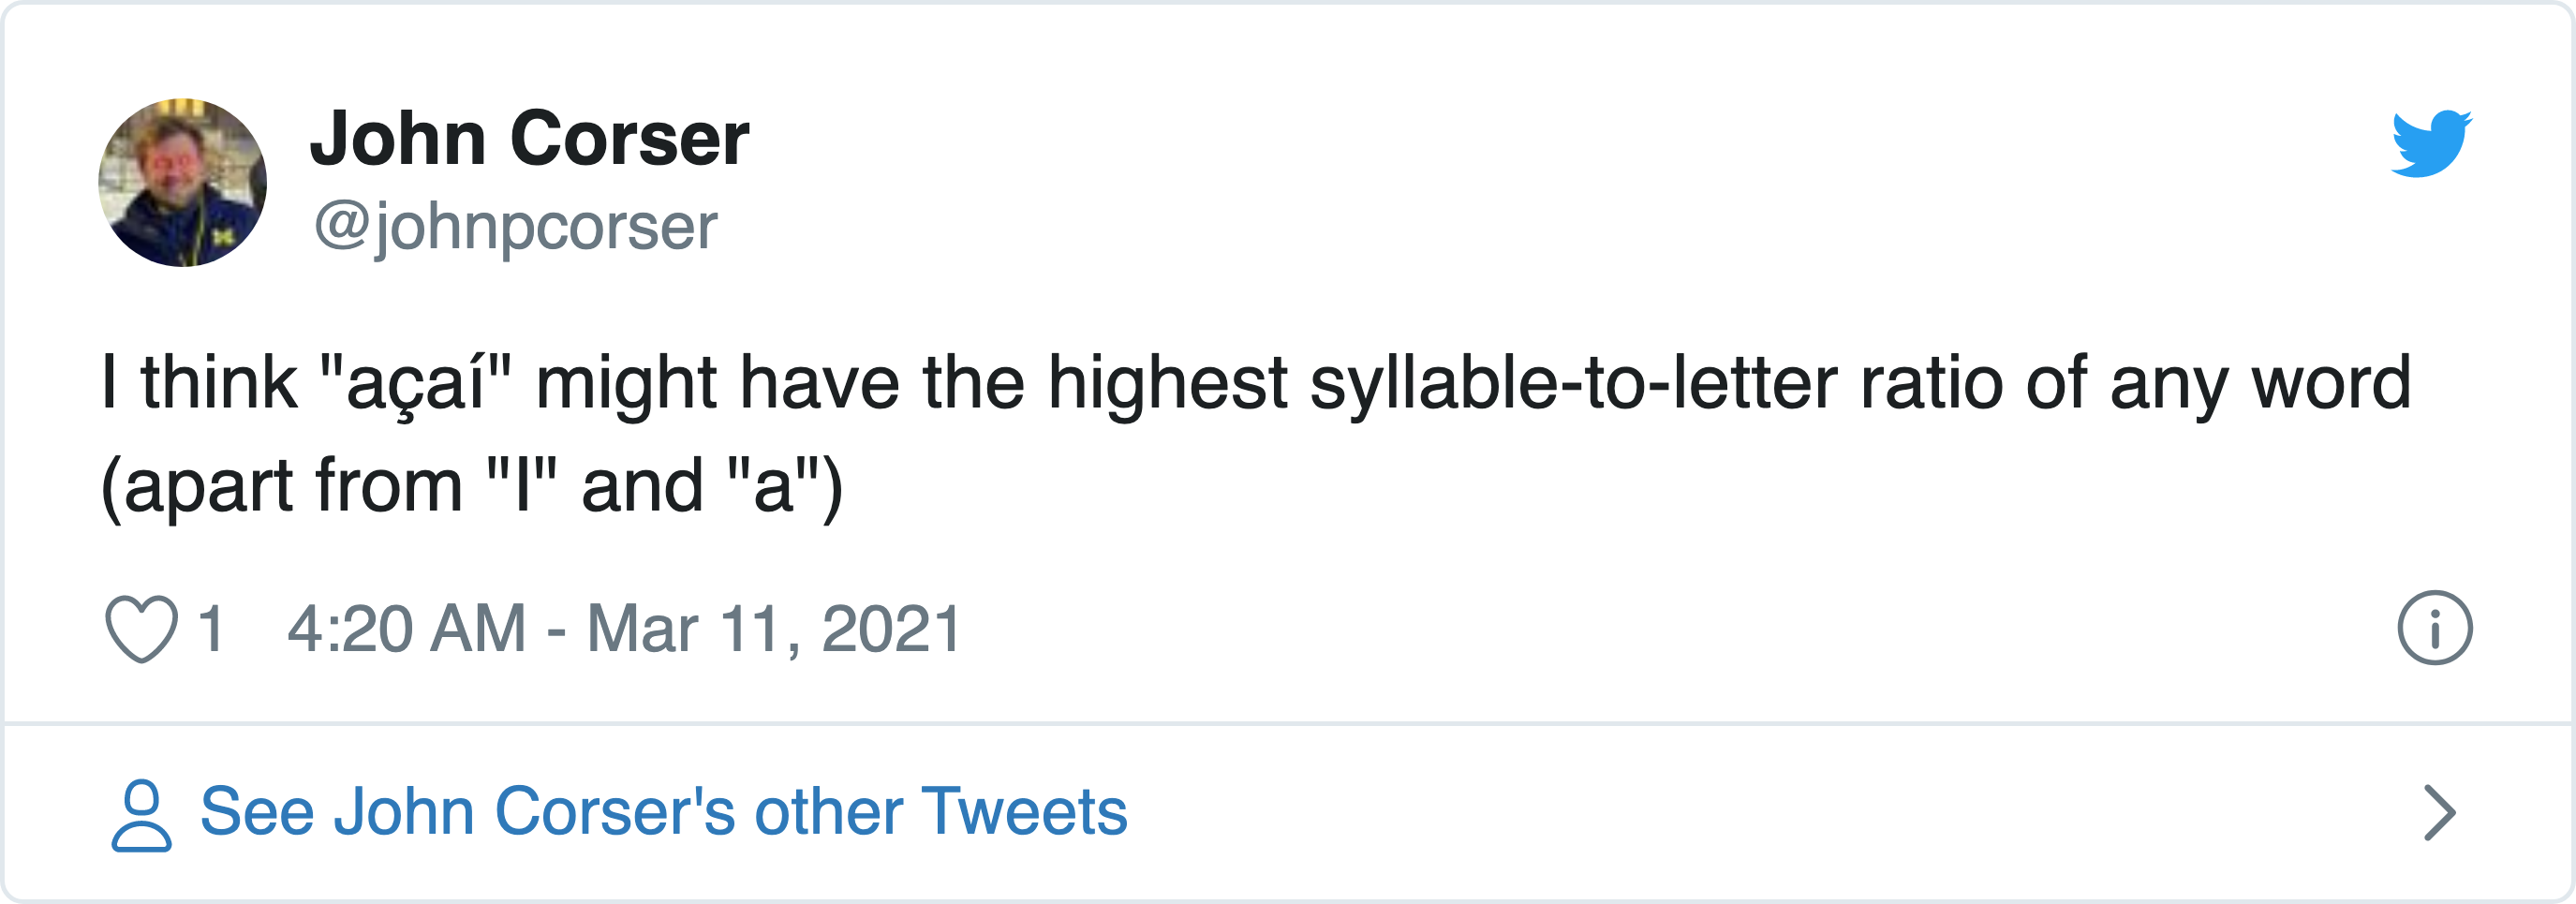 John Corser
@johnpcorser
I think "açaí" might have the highest syllable-to-letter ratio of any word
(apart from "I" and "a")
1 4:20 AM - Mar 11, 2021
See John Corser's other Tweets